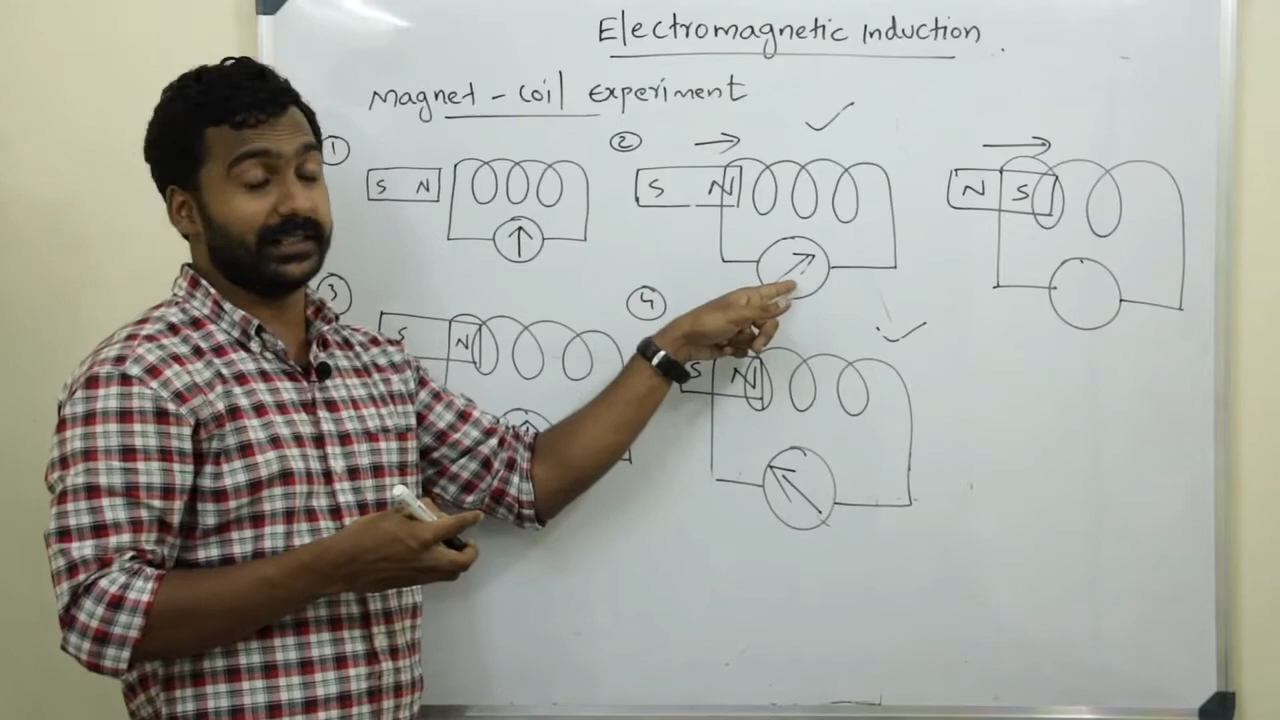 Electromagnetic Induction
Magnet - Coil Experiment
1
S N
2
S N
N S
3
S N
4
S N